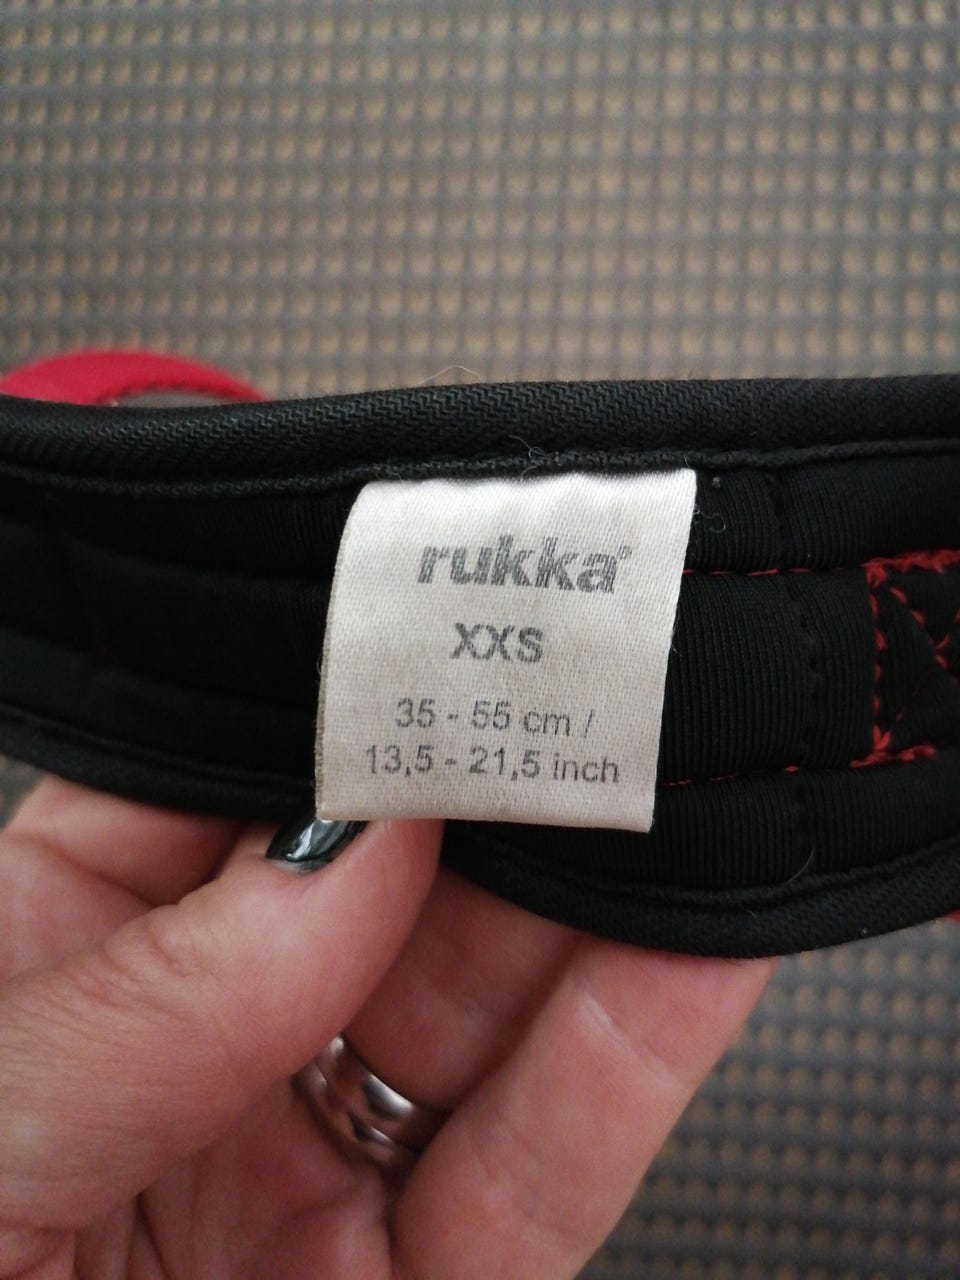 rukka®
XXS
35 - 55 cm /
13,5 - 21,5 inch